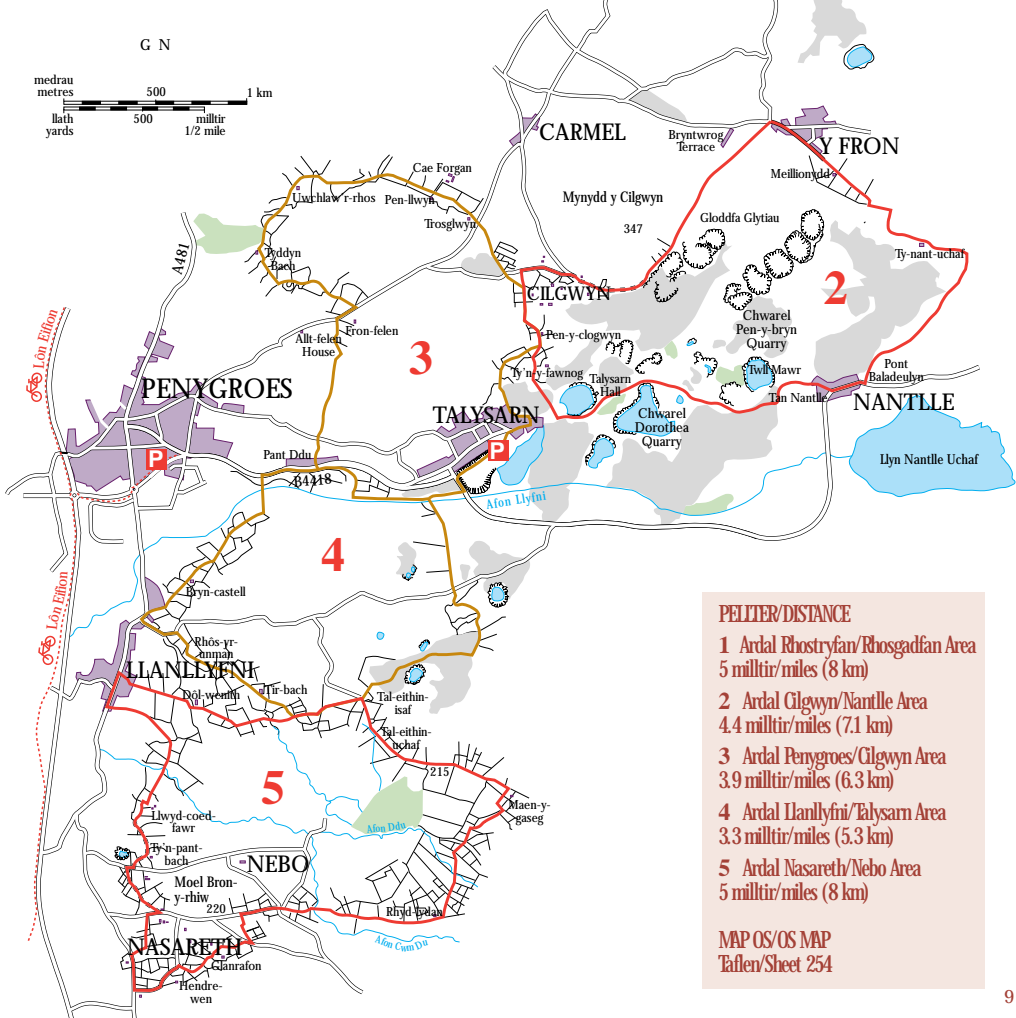 G N
medrau
metres
500
1 km
llath
yards
500
milltir
1/2 mile
CARMEL
Bryntwrog
Terrace
Y FRON
Meillionydd
Cae Forgan
Uwchlaw r-rhos
Pen-llwyn
Trosglwyn
Mynydd y Cilgwyn
347
Gloddfa Glytiau
Ty-nant-uchaf
A481
Tyddyn
Bach
CILGWYN
2
Chwarel
Pen-y-bryn
Quarry
Lôn Eifion
Allt-felen
House
Fron-felen
3
Pen-y-clogwyn
Ty'n-y-fawnog
Talysarn
Hall
Twll Mawr
Tan Nantlle
Pont
Baladeulyn
PENYGROES
TALYSARN
NANTLLE
Chwarel
Dorothea
Quarry
P
P
Pant Ddu
B4418
Llyn Nantlle Uchaf
Afon Llyfni
4
Lôn Eifion
Bryn-castell
Rhôs-yr-
unman
LLANLLYFNI
Dôl-wenith
Tir-bach
Tal-eithin-
isaf
Tal-eithin-
uchaf
215
5
Maen-y-
gaseg
Llwyd-coed-
fawr
Afon Ddu
Ty'n-pant-
bach
NEBO
Moel Bron-
y-rhiw
220
Rhyd-lydan
Afon Cwm Du
NASARETH
Glanrafon
Hendre-
wen
PELLTER/DISTANCE
1 Ardal Rhostryfan/Rhosgadfan Area
5 milltir/miles (8 km)
2 Ardal Cilgwyn/Nantlle Area
4.4 milltir/miles (7.1 km)
3 Ardal Penygroes/Cilgwyn Area
3.9 milltir/miles (6.3 km)
4 Ardal Llanllyfni/Talysarn Area
3.3 milltir/miles (5.3 km)
5 Ardal Nasareth/Nebo Area
5 milltir/miles (8 km)
MAP OS/OS MAP
Taflen/Sheet 254
9